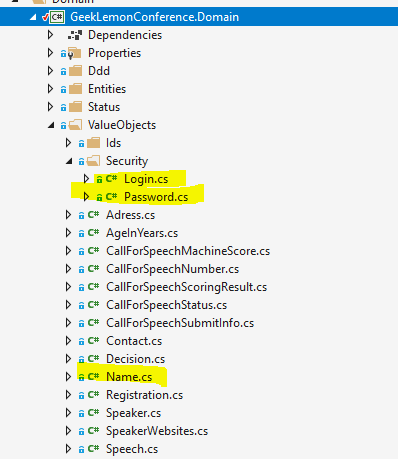 Domain
C# GeekLemonConference.Domain
Dependencies
Properties
Ddd
Entities
Status
ValueObjects
Ids
Security
C# Login.cs
C# Password.cs
C# Adress.cs
C# AgeInYears.cs
C# CallForSpeechMachineScore.cs
C# CallForSpeechNumber.cs
C# CallForSpeechScoringResult.cs
C# CallForSpeechStatus.cs
C# CallForSpeechSubmitInfo.cs
C# Contact.cs
C# Decision.cs
C# Name.cs
C# Registration.cs
C# Speaker.cs
C# SpeakerWebsites.cs
C# Speech.cs